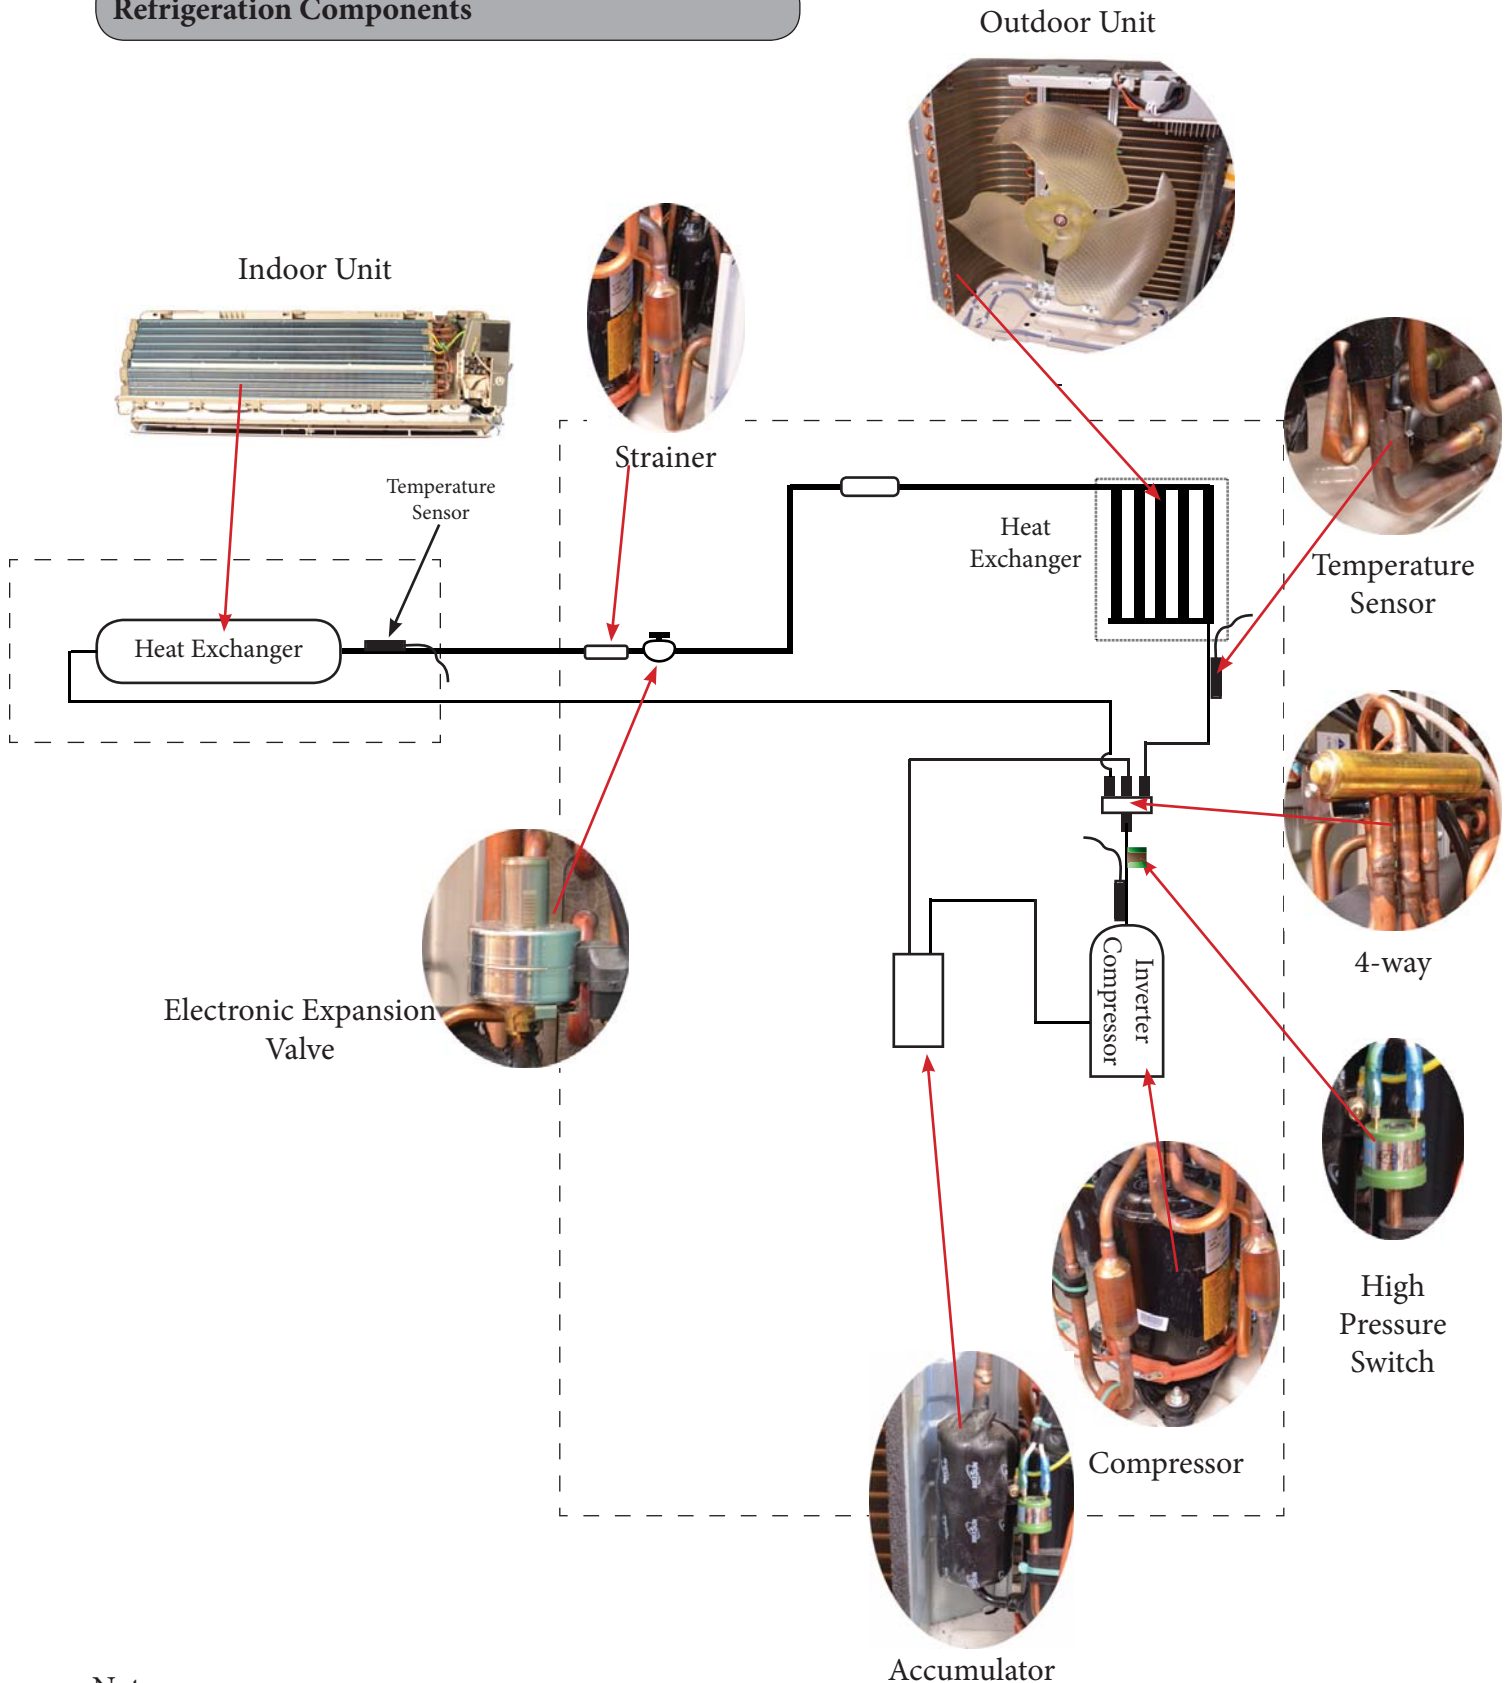 Refrigeration Components
Outdoor Unit
Indoor Unit
Strainer
Temperature
Sensor
Heat
Exchanger
Temperature
Sensor
Heat Exchanger
4-way
Inverter
Compressor
Electronic Expansion
Valve
High
Pressure
Switch
Compressor
Accumulator